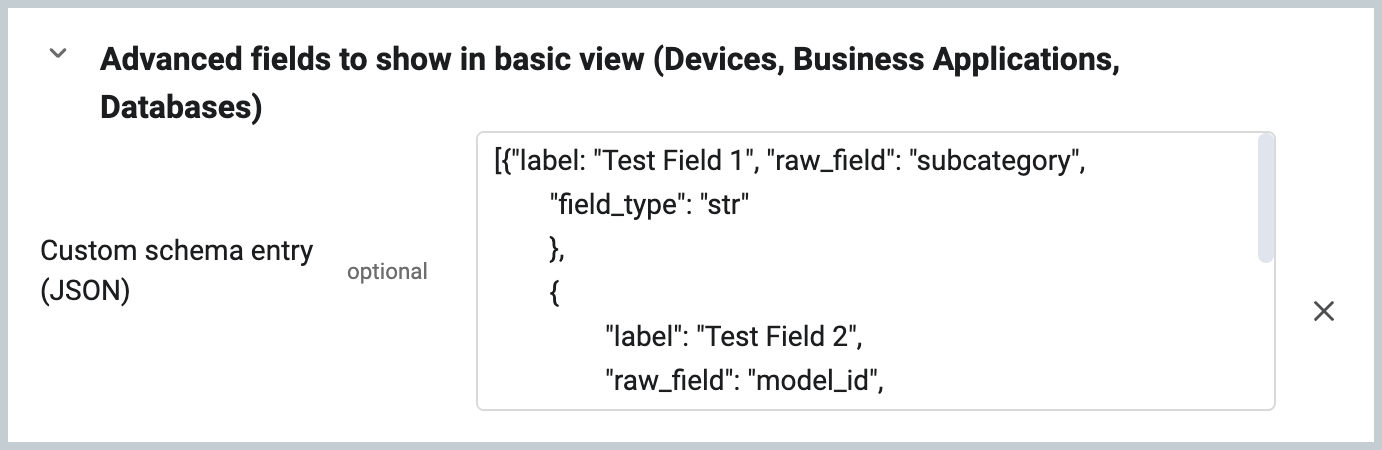 Advanced fields to show in basic view (Devices, Business Applications,
Databases)
[{"label: "Test Field 1", "raw_field": "subcategory",
"field_type": "str"
},
{
"label": "Test Field 2",
"raw_field": "model_id",
Custom schema entry
(JSON)
optional